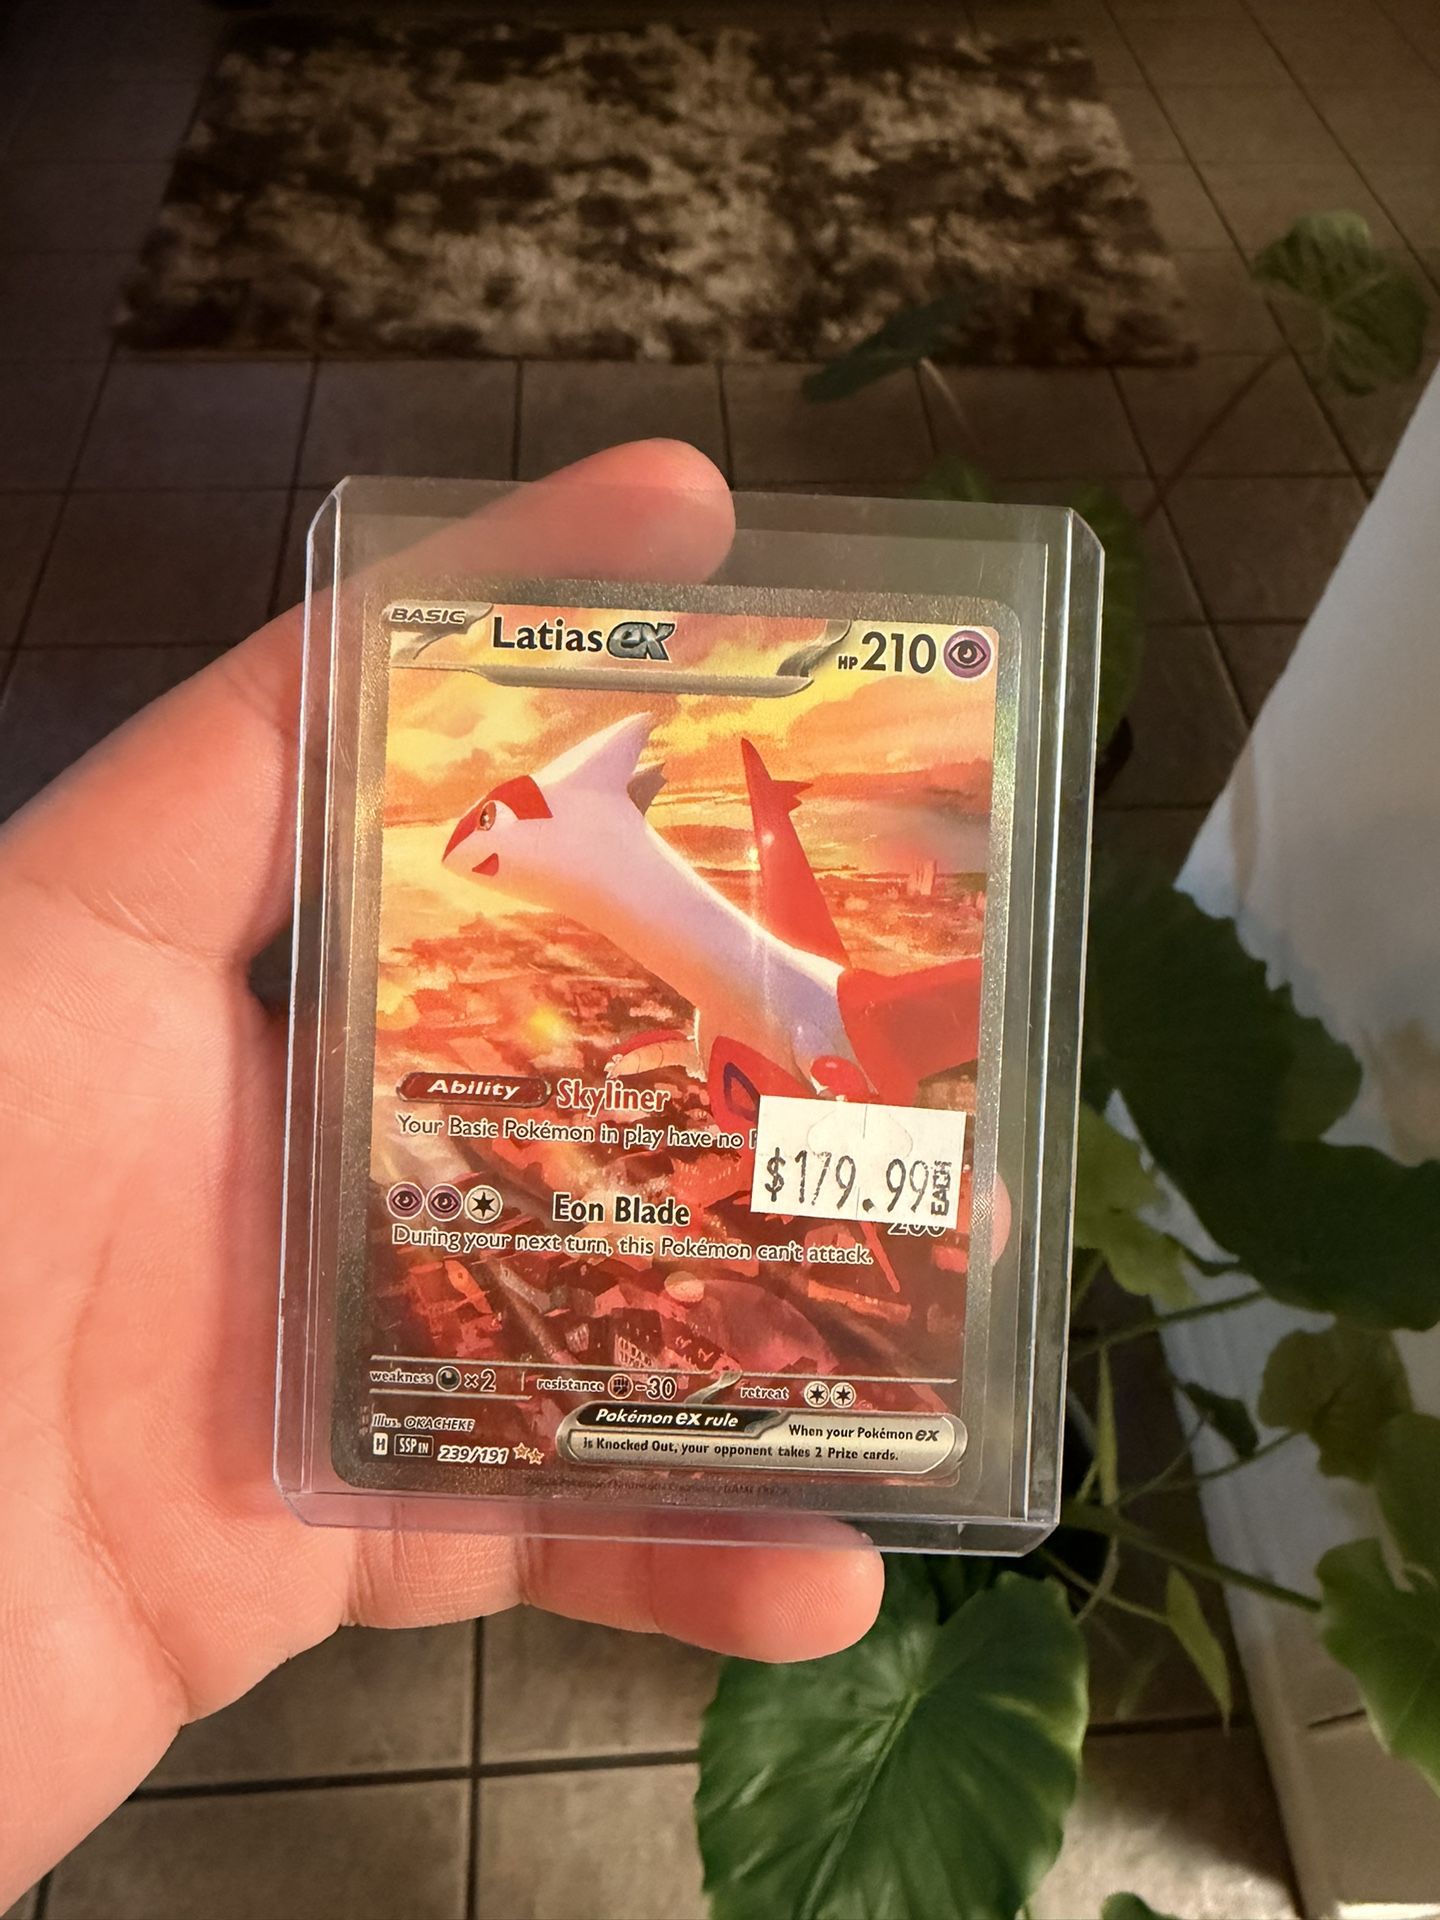 BASIC
Latias ex
HP 210
Ability Skyliner
Your Basic Pokémon in play have no
$179.99 EACH
Eon Blade
During your next turn, this Pokémon can't attack.
weakness ×2 resistance -30 retreat
Illus. OKACHEKE
Pokémon ex rule When your Pokémon ex
is Knocked Out, your opponent takes 2 Prize cards.
H SSP EN 239/191